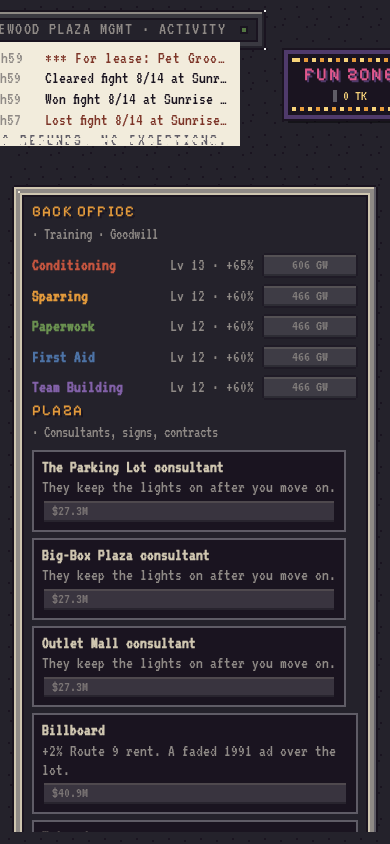 EWOOD PLAZA MGMT · ACTIVITY
h59 *** For lease: Pet Groo…
h59 Cleared fight 8/14 at Sunr…
h59 Won fight 8/14 at Sunrise …
h57 Lost fight 8/14 at Sunrise…
REFUNDS. NO EXCEPTIONS.
FUN ZONE
0 TK
BACK OFFICE
· Training · Goodwill
Conditioning Lv 13 · +65% 606 GW
Sparring Lv 12 · +60% 466 GW
Paperwork Lv 12 · +60% 466 GW
First Aid Lv 12 · +60% 466 GW
Team Building Lv 12 · +60% 466 GW
PLAZA
· Consultants, signs, contracts
The Parking Lot consultant
They keep the lights on after you move on.
$27.3M
Big-Box Plaza consultant
They keep the lights on after you move on.
$27.3M
Outlet Mall consultant
They keep the lights on after you move on.
$27.3M
Billboard
+2% Route 9 rent. A faded 1991 ad over the
lot.
$40.9M